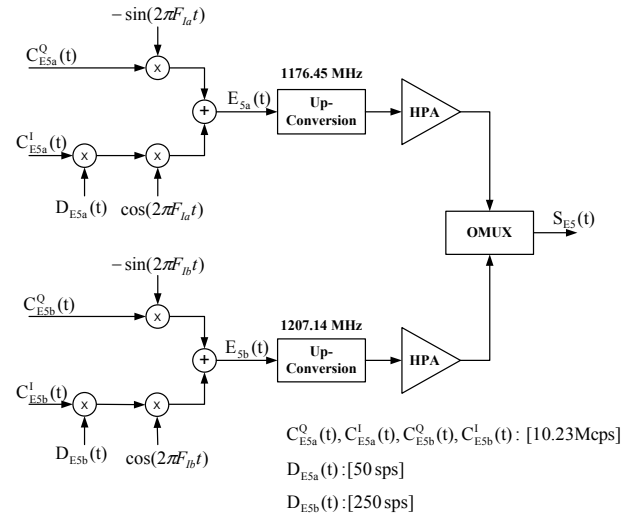 −sin(2πF_Ia t)
C^Q_E5a(t)
x
1176.45 MHz
+
E_5a(t)
Up-Conversion
HPA
C^I_E5a(t)
x
x
D_E5a(t)
cos(2πF_Ia t)
OMUX
S_E5(t)
−sin(2πF_Ib t)
C^Q_E5b(t)
x
1207.14 MHz
+
E_5b(t)
Up-Conversion
HPA
C^I_E5b(t)
x
x
D_E5b(t)
cos(2πF_Ib t)
C^Q_E5a(t), C^I_E5a(t), C^Q_E5b(t), C^I_E5b(t) : [10.23Mcps]
D_E5a(t) :[50 sps]
D_E5b(t) :[250 sps]